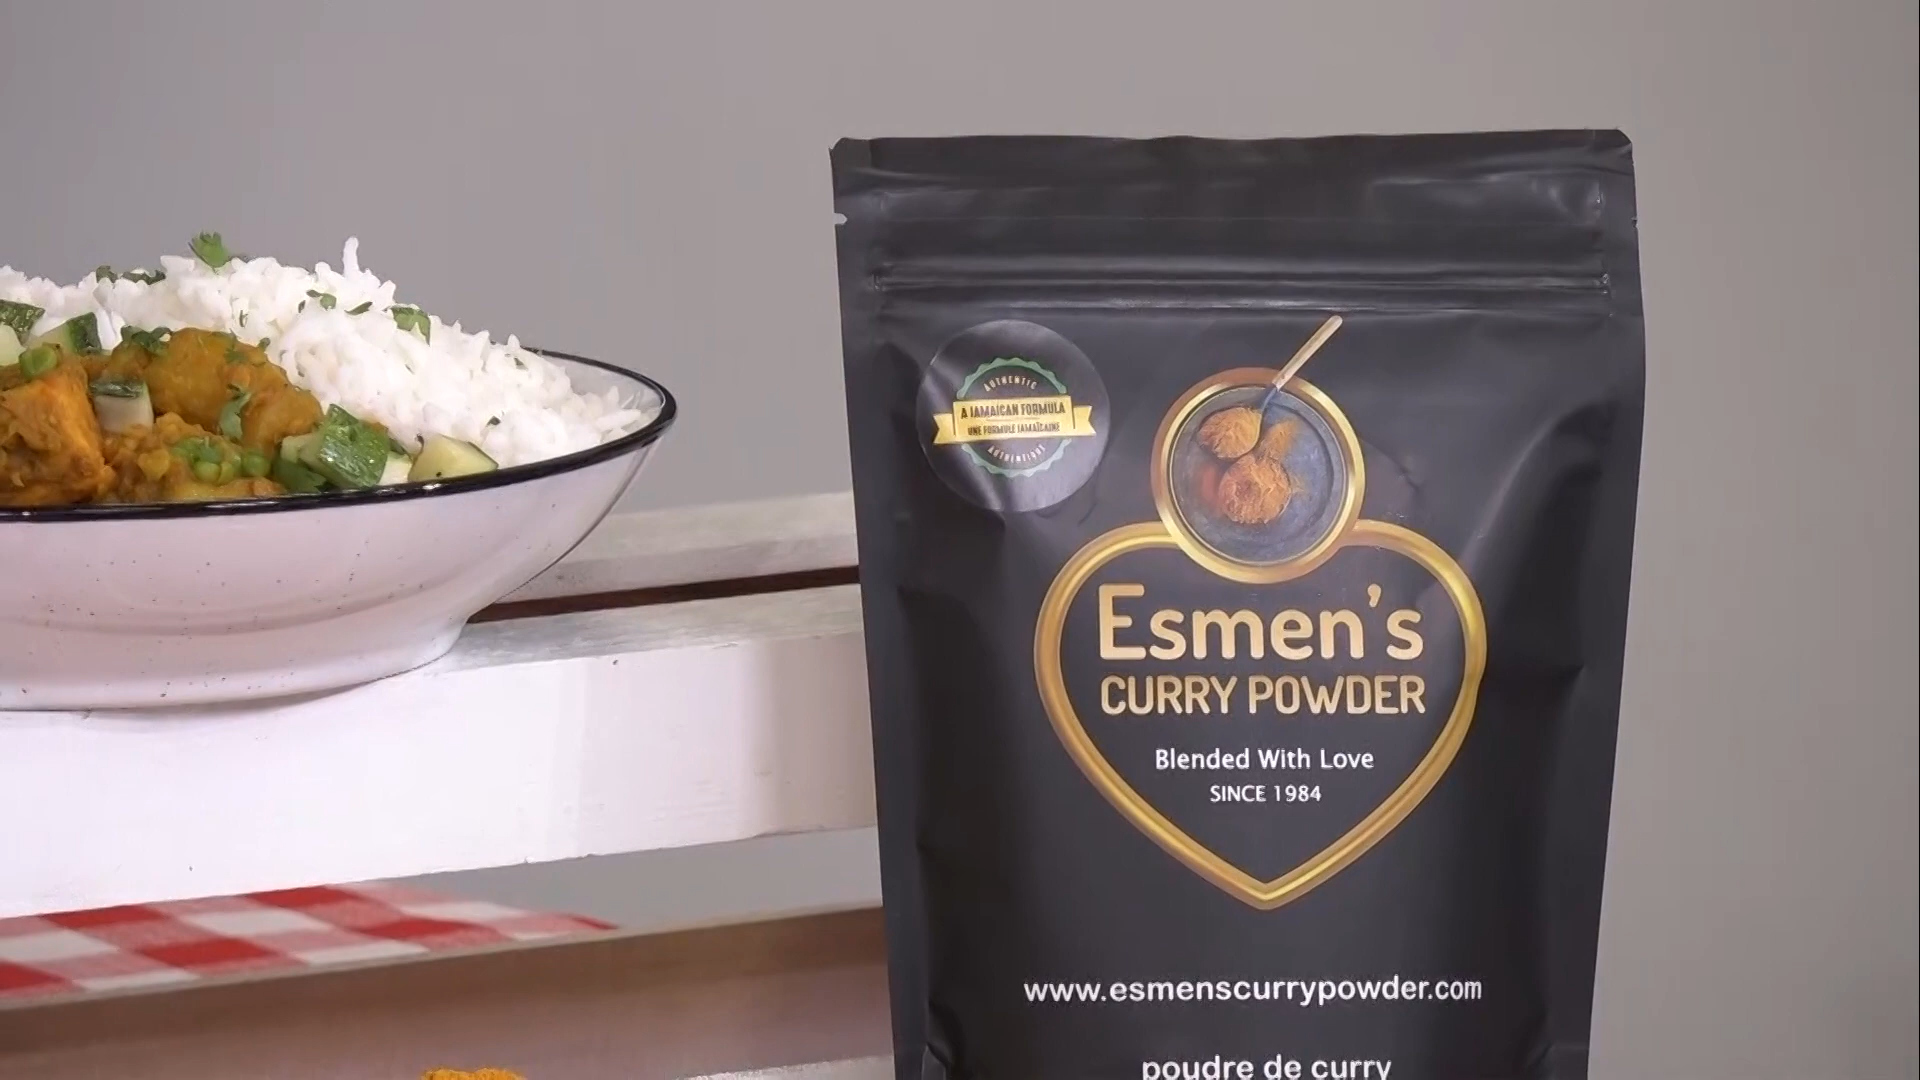 AUTHENTIC
A JAMAICAN FORMULA
UNE FORMULE JAMAÏCAINE
AUTHENTIQUE
Esmen's
CURRY POWDER
Blended With Love
SINCE 1984
www.esmenscurrypowder.com
poudre de curry